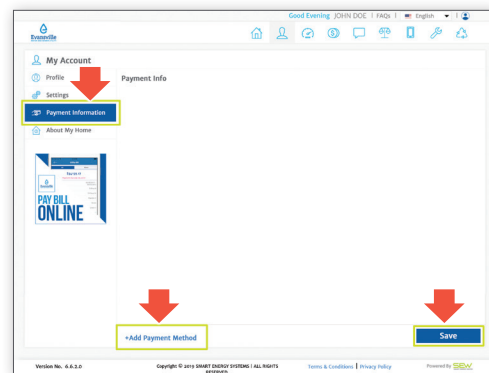 Good Evening JOHN DOE | FAQs | English
Evansville
My Account
Profile
Settings
Payment Information
About My Home
Payment Info
Evansville
PAY BILL
ONLINE
+Add Payment Method
Save
Version No. 6.6.2.0
Copyright © 2019 SMART ENERGY SYSTEMS | ALL RIGHTS
RESERVED
Terms & Conditions | Privacy Policy
Powered By SEW